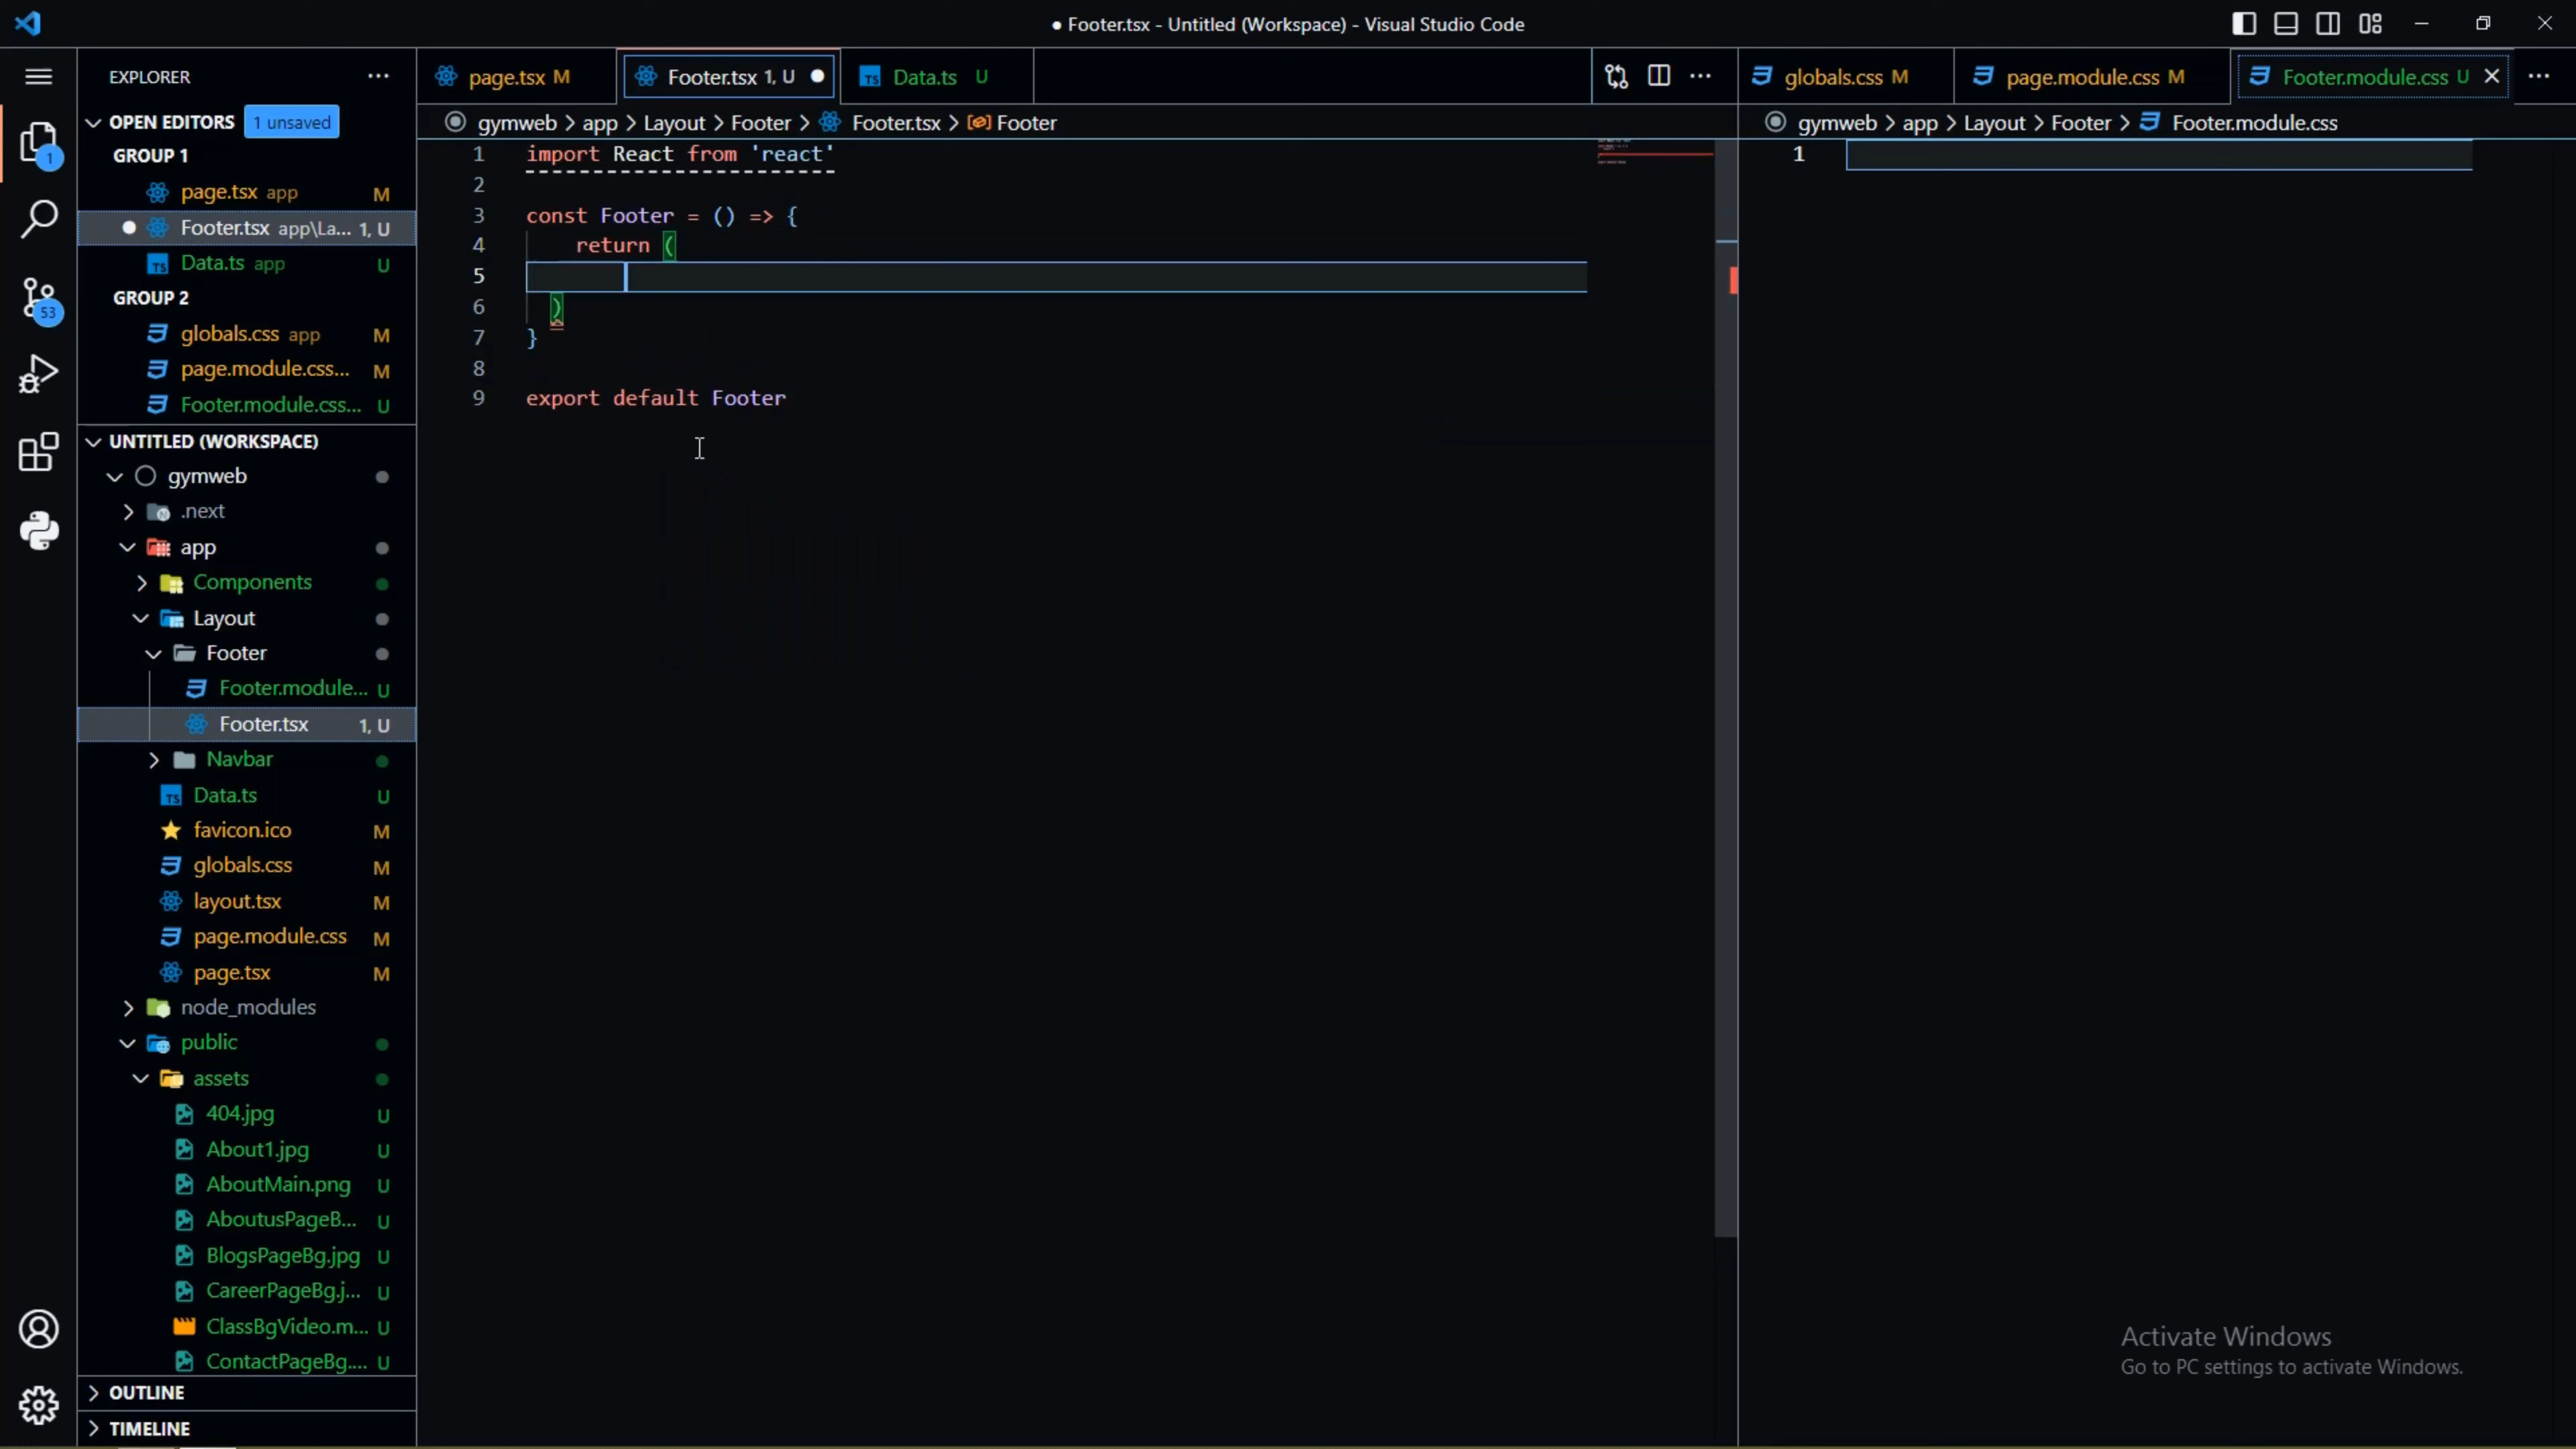 ● Footer.tsx - Untitled (Workspace) - Visual Studio Code
EXPLORER
OPEN EDITORS 1 unsaved
GROUP 1
page.tsx app M
Footer.tsx app\La... 1, U
Data.ts app U
GROUP 2
globals.css app M
page.module.css... M
Footer.module.css... U
UNTITLED (WORKSPACE)
gymweb
.next
app
Components
Layout
Footer
Footer.module... U
Footer.tsx 1, U
Navbar
Data.ts U
favicon.ico M
globals.css M
layout.tsx M
page.module.css M
page.tsx M
node_modules
public
assets
404.jpg U
About1.jpg U
AboutMain.png U
AboutusPageB... U
BlogsPageBg.jpg U
CareerPageBg.j... U
ClassBgVideo.m... U
ContactPageBg.... U
OUTLINE
TIMELINE
1
53
page.tsx M
Footer.tsx 1, U
Data.ts U
gymweb > app > Layout > Footer > Footer.tsx > Footer
1 import React from 'react'
2
3 const Footer = () => {
4 return (
5
6 )
7 }
8
9 export default Footer
globals.css M
page.module.css M
Footer.module.css U
gymweb > app > Layout > Footer > Footer.module.css
1
Activate Windows
Go to PC settings to activate Windows.